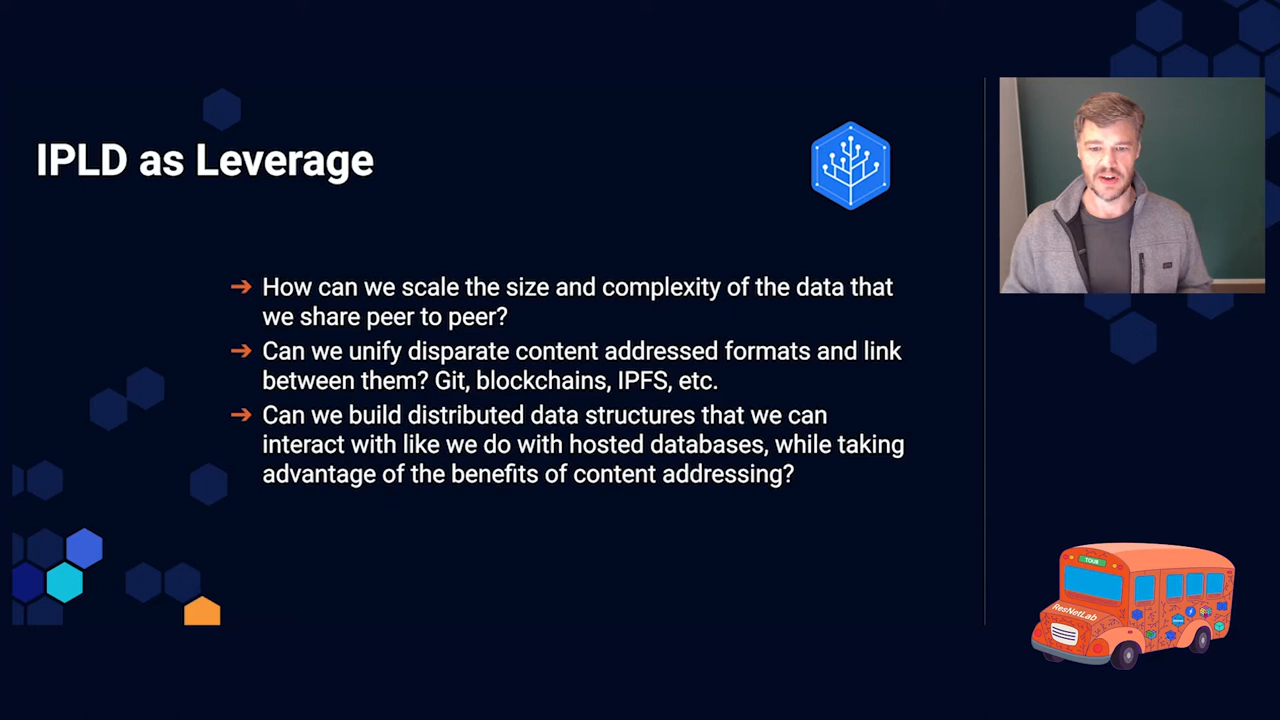 IPLD as Leverage
➔ How can we scale the size and complexity of the data that
we share peer to peer?
➔ Can we unify disparate content addressed formats and link
between them? Git, blockchains, IPFS, etc.
➔ Can we build distributed data structures that we can
interact with like we do with hosted databases, while taking
advantage of the benefits of content addressing?
TOUR
ResNetLab